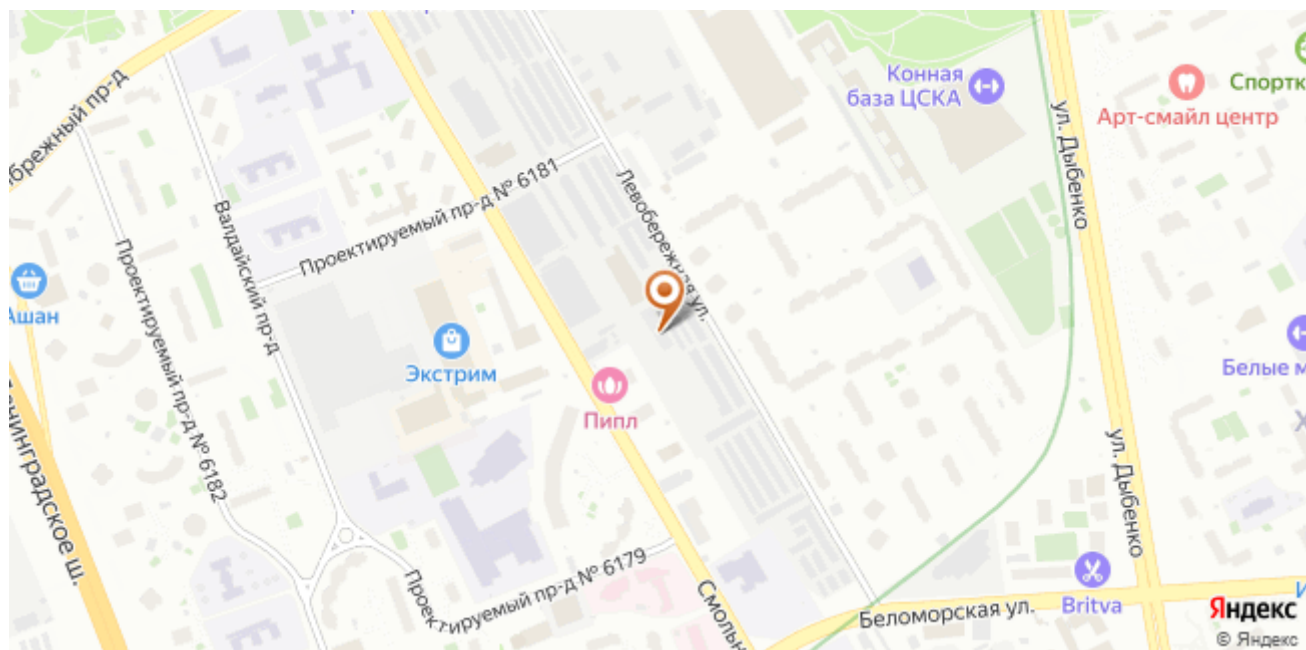 Конная
база ЦСКА
Спортк
Арт-смайл центр
брежный пр-д
ул. Дыбенко
Проектируемый пр-д № 6181
Левобережная ул.
Валдайский пр-д
Проектируемый пр-д № 6182
Ашан
Экстрим
Пипл
Белые м
Х
нинградское ш.
ул. Дыбенко
Проектируемый пр-д № 6179
Смольн
Беломорская ул.
Britva
И
Яндекс
© Яндекс